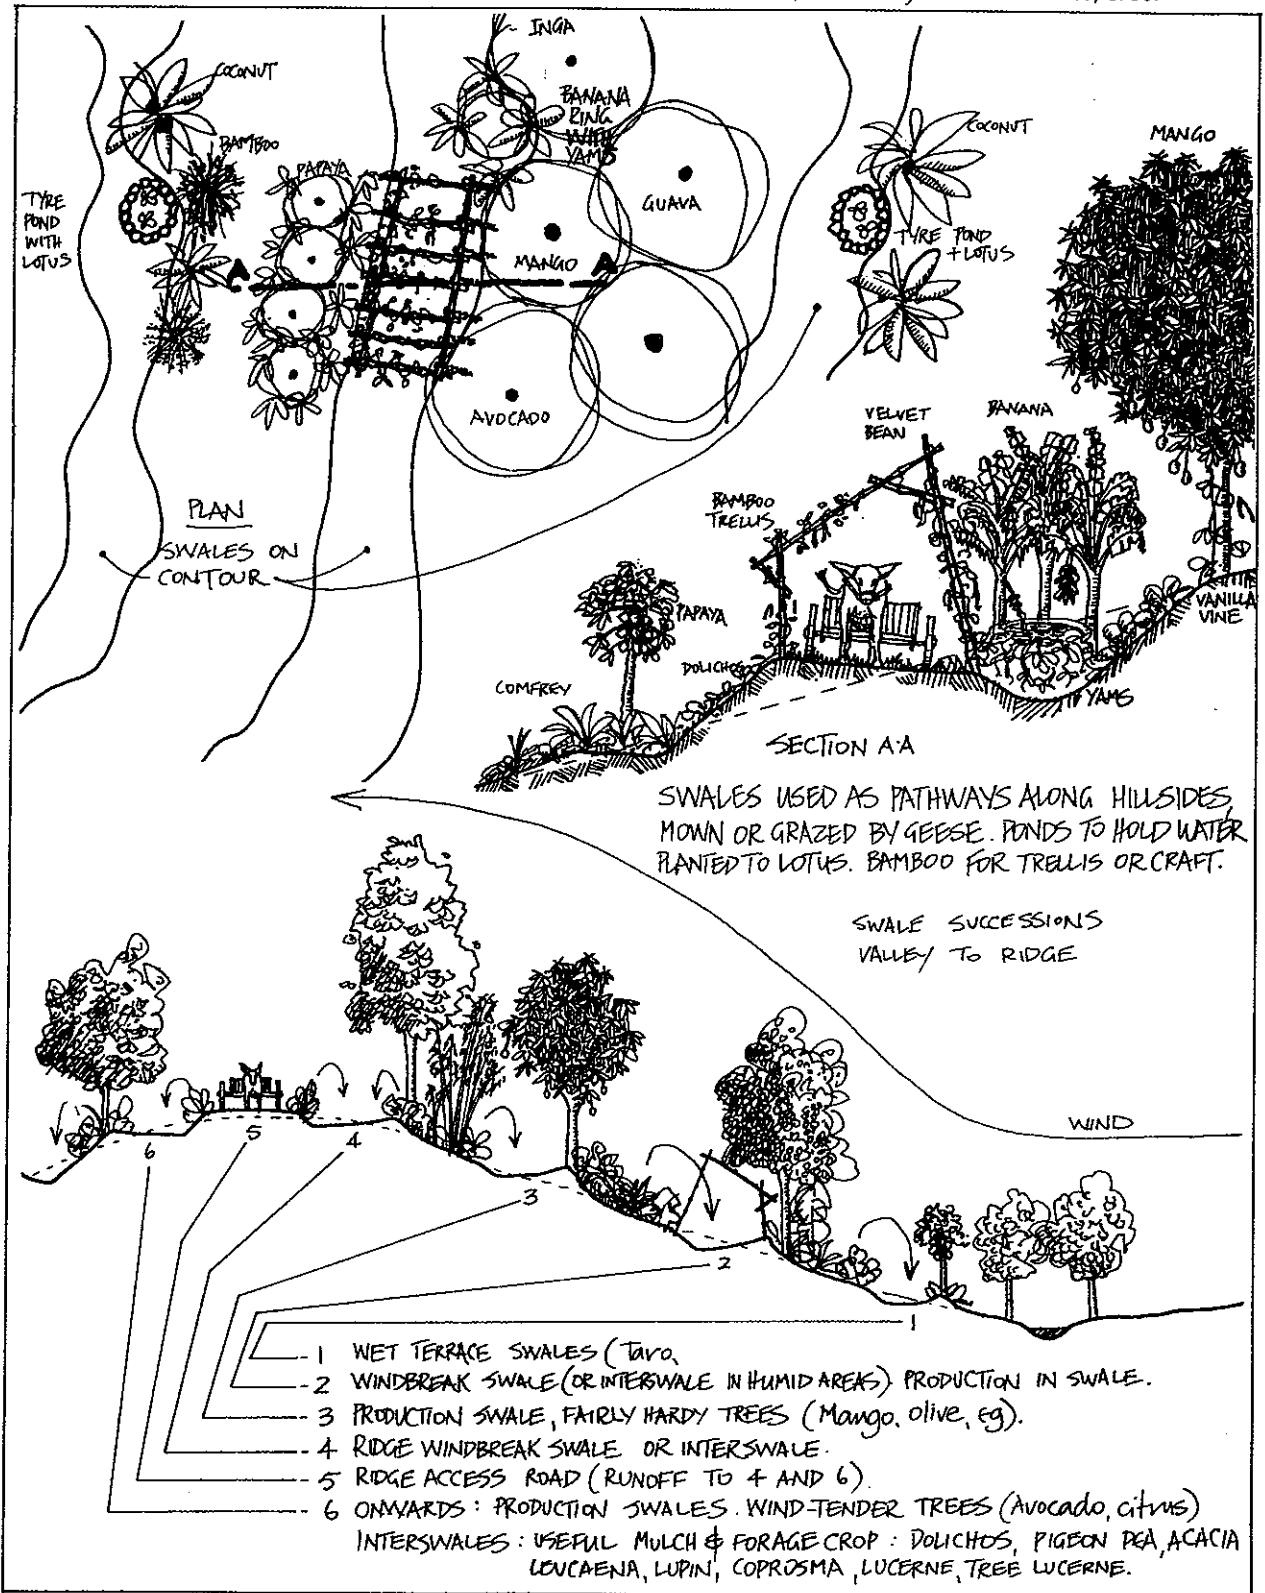 INGA
COCONUT
BANANA
RING
WITH
YAMS
BAMBOO
PAPAYA
TYRE
POND
WITH
LOTUS
A
MANGO
A
GUAVA
AVOCADO
COCONUT
TYRE POND
+ LOTUS
MANGO
PLAN
SWALES ON
CONTOUR
VELVET
BEAN
BANANA
BAMBOO
TRELLIS
PAPAYA
DOLICHOS
COMFREY
VANILLA
VINE
YAMS
SECTION A·A
SWALES USED AS PATHWAYS ALONG HILLSIDES,
MOWN OR GRAZED BY GEESE. PONDS TO HOLD WATER
PLANTED TO LOTUS. BAMBOO FOR TRELLIS OR CRAFT.
SWALE SUCCESSIONS
VALLEY TO RIDGE
WIND
6
5
4
3
2
1
1 WET TERRACE SWALES (Taro,
2 WINDBREAK SWALE (OR INTERSWALE IN HUMID AREAS) PRODUCTION IN SWALE.
3 PRODUCTION SWALE, FAIRLY HARDY TREES (Mango, olive, eg).
4 RIDGE WINDBREAK SWALE OR INTERSWALE.
5 RIDGE ACCESS ROAD (RUNOFF TO 4 AND 6)
6 ONWARDS : PRODUCTION SWALES. WIND-TENDER TREES (Avocado, citrus)
INTERSWALES : USEFUL MULCH & FORAGE CROP : DOLICHOS, PIGEON PEA, ACACIA
LEUCAENA, LUPIN, COPROSMA, LUCERNE, TREE LUCERNE.